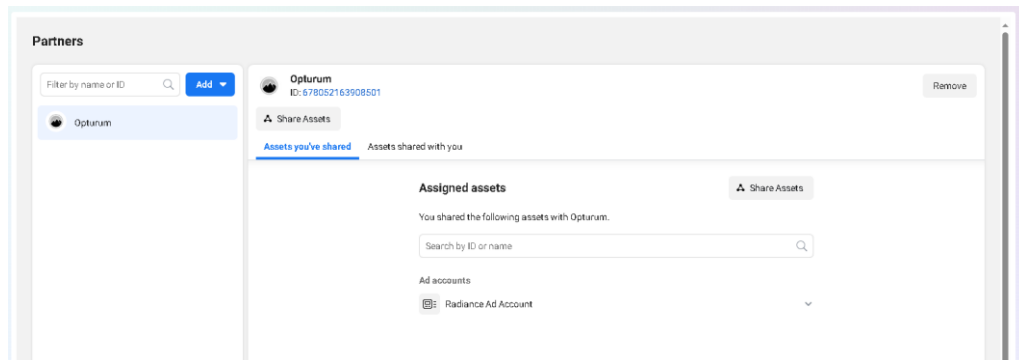 Partners
Filter by name or ID
Add
Opturum
Opturum
ID: 678052163908501
Remove
Share Assets
Assets you've shared
Assets shared with you
Assigned assets
Share Assets
You shared the following assets with Opturum.
Search by ID or name
Ad accounts
Radiance Ad Account